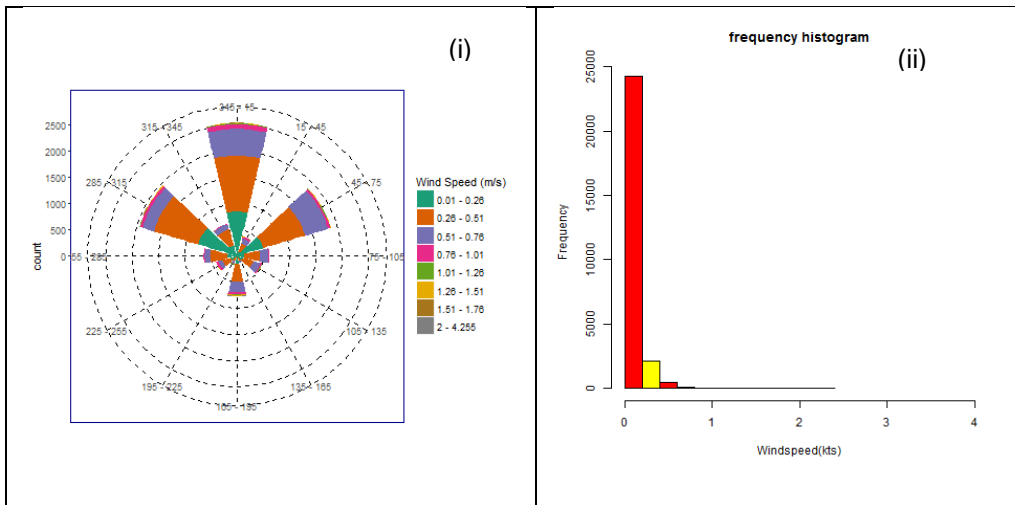 (i)
345 - 15
15 - 45
45 - 75
75 - 105
105 - 135
135 - 165
165 - 195
195 - 225
225 - 255
55 - 285
285 - 315
315 - 345
2500
2000
1500
1000
500
0
count
Wind Speed (m/s)
0.01 - 0.26
0.26 - 0.51
0.51 - 0.76
0.76 - 1.01
1.01 - 1.26
1.26 - 1.51
1.51 - 1.76
2 - 4.255
(ii)
frequency histogram
25000
20000
15000
10000
5000
0
Frequency
0 1 2 3 4
Windspeed(kts)